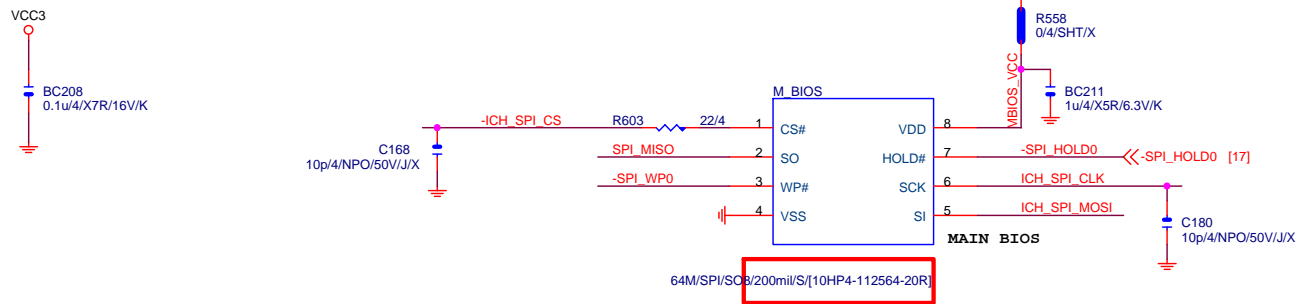 VCC3
BC208
0.1u/4/X7R/16V/K
R558
0/4/SHT/X
MBIOS_VCC
BC211
1u/4/X5R/6.3V/K
M_BIOS
-ICH_SPI_CS
R603
22/4
1
CS#
VDD
8
C168
10p/4/NPO/50V/J/X
SPI_MISO
2
SO
HOLD#
7
-SPI_HOLD0
-SPI_HOLD0 [17]
-SPI_WP0
3
WP#
SCK
6
ICH_SPI_CLK
4
VSS
SI
5
ICH_SPI_MOSI
C180
10p/4/NPO/50V/J/X
MAIN BIOS
64M/SPI/SO8/200mil/S/[10HP4-112564-20R]